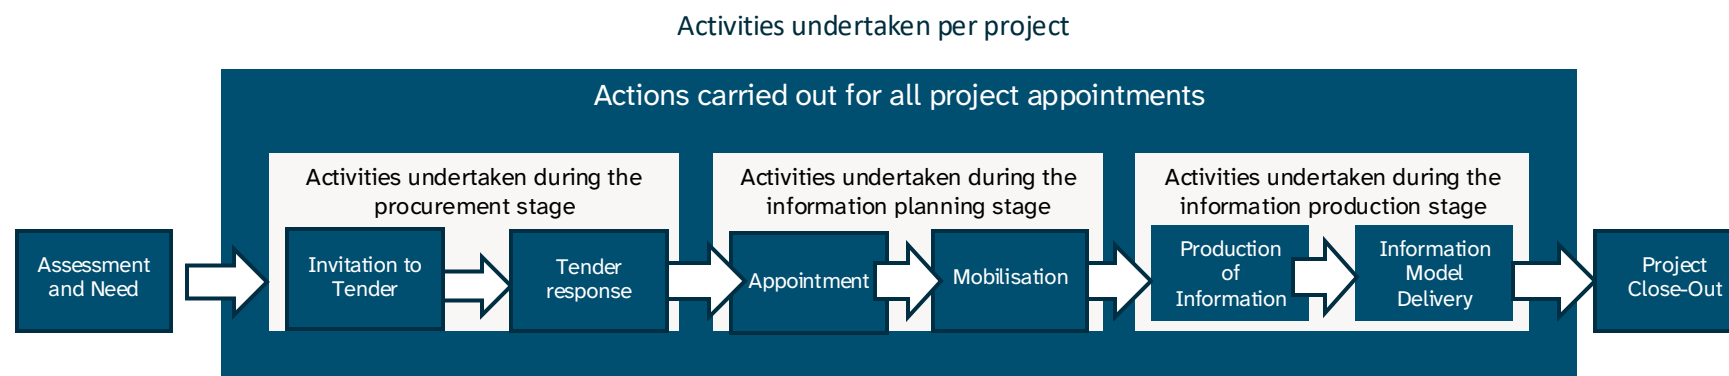 Activities undertaken per project
Actions carried out for all project appointments
Activities undertaken during the
procurement stage
Activities undertaken during the
information planning stage
Activities undertaken during the
information production stage
Assessment
and Need
Invitation to
Tender
Tender
response
Appointment
Mobilisation
Production
of
Information
Information
Model
Delivery
Project
Close-Out